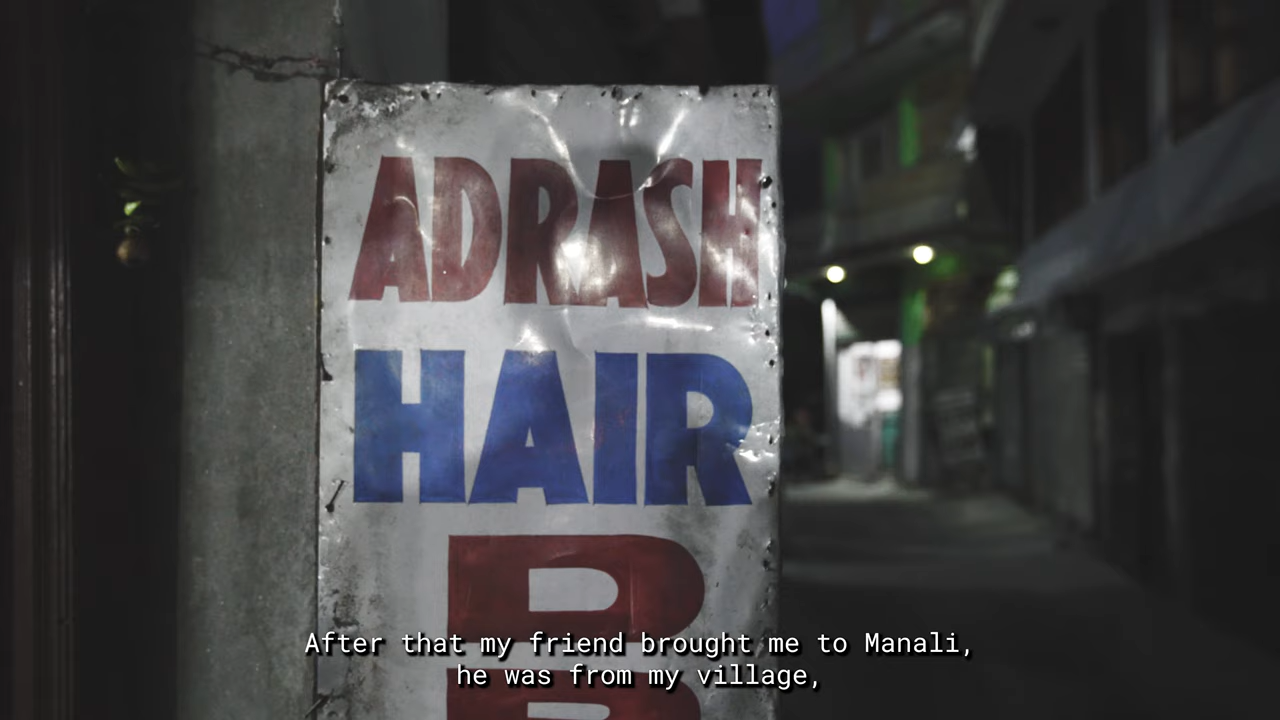 ADRASH
HAIR
B
After that my friend brought me to Manali,
he was from my village,